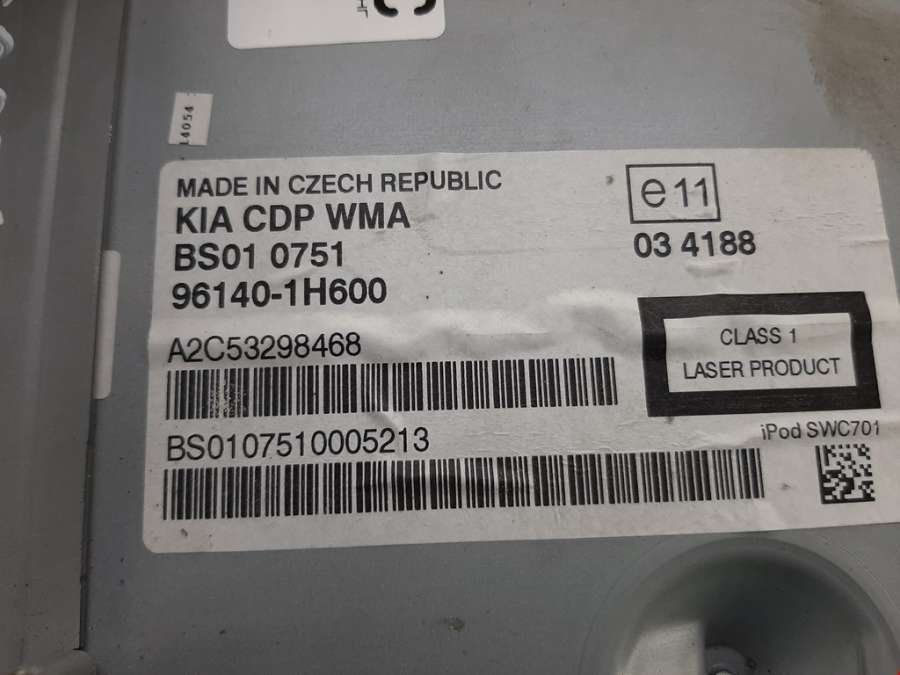 14054
MADE IN CZECH REPUBLIC
KIA CDP WMA
BS01 0751
96140-1H600
e11
03 4188
A2C53298468
CLASS 1
LASER PRODUCT
BS0107510005213
iPod SWC701